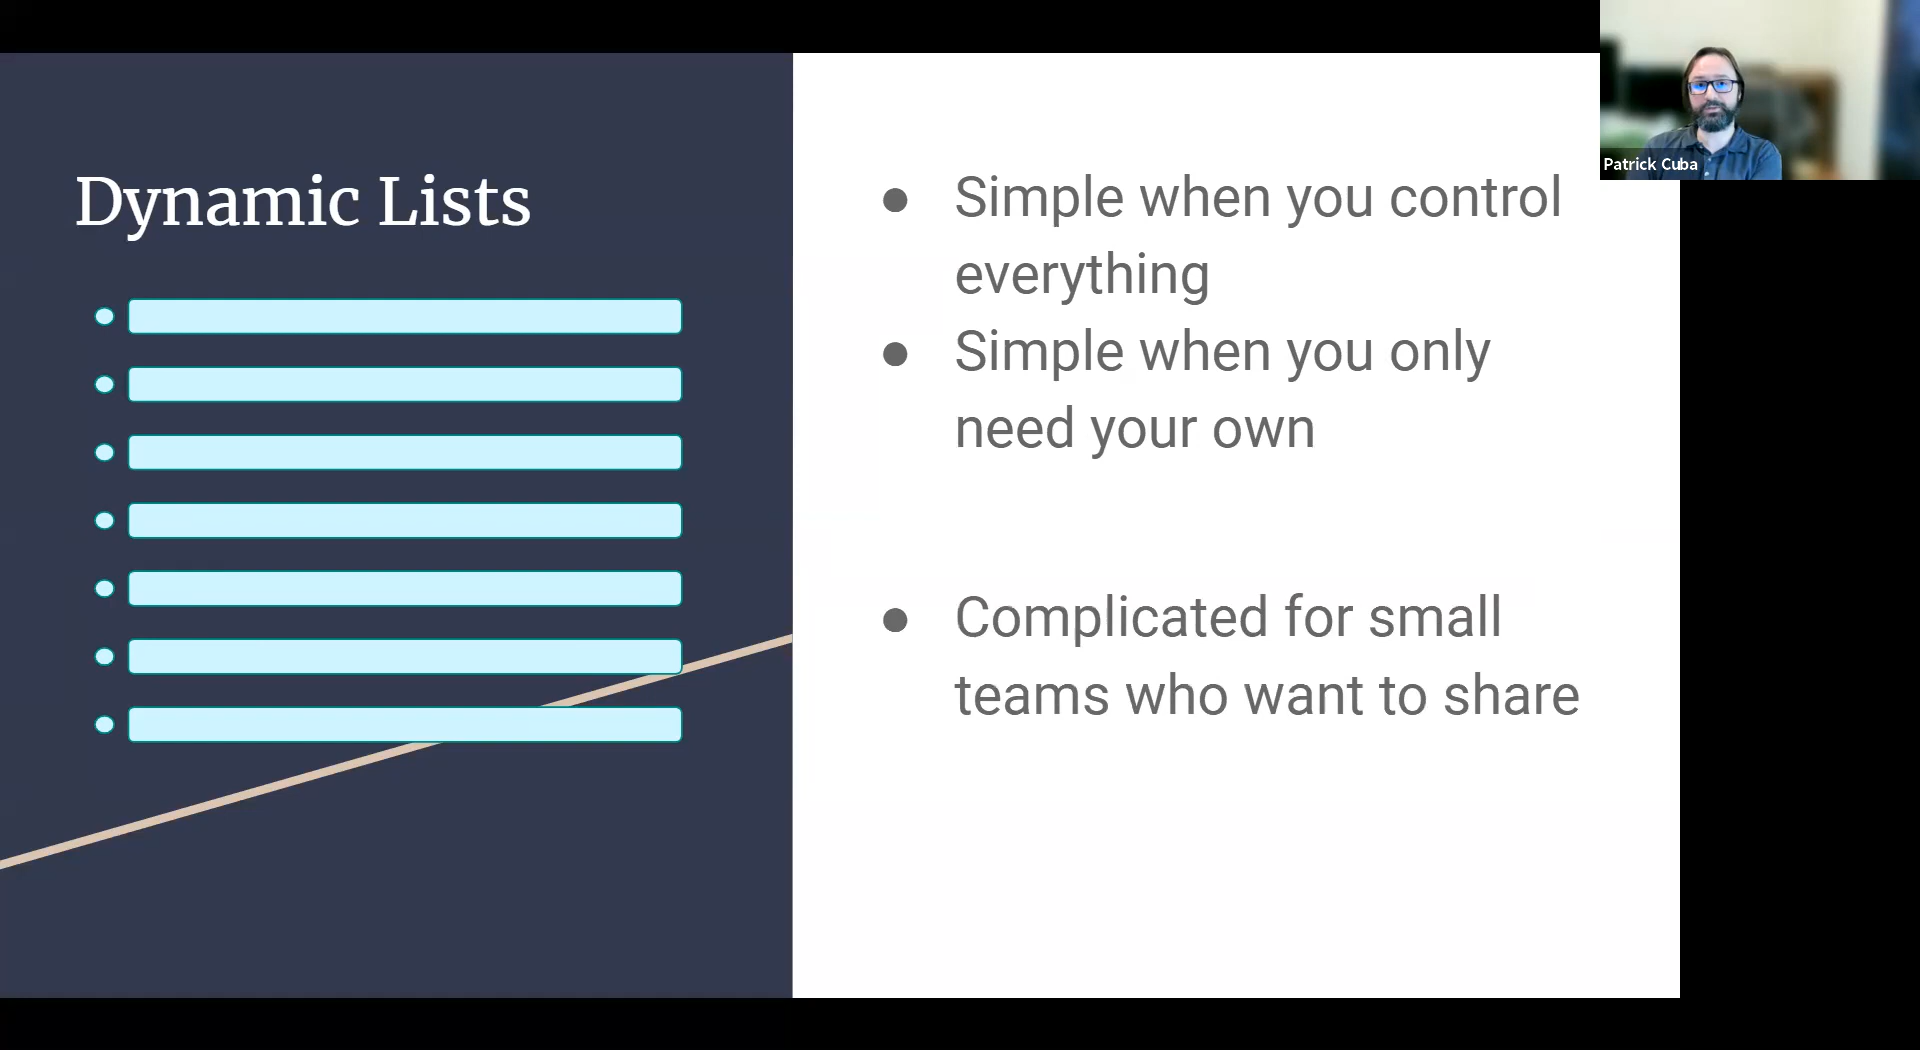 Dynamic Lists
● Simple when you control
everything
● Simple when you only
need your own
● Complicated for small
teams who want to share
Patrick Cuba